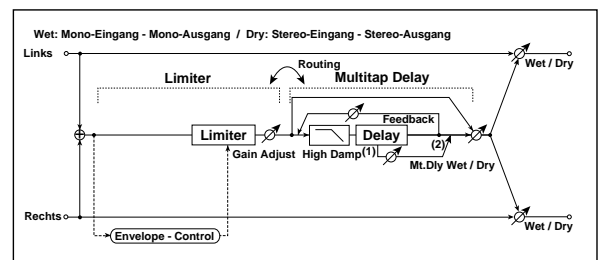 Wet: Mono-Eingang - Mono-Ausgang / Dry: Stereo-Eingang - Stereo-Ausgang
Links
Wet / Dry
Routing
Limiter
Multitap Delay
Feedback
Limiter
Delay
Gain Adjust
High Damp
(1)
(2)
Mt.Dly Wet / Dry
Rechts
Wet / Dry
Envelope - Control